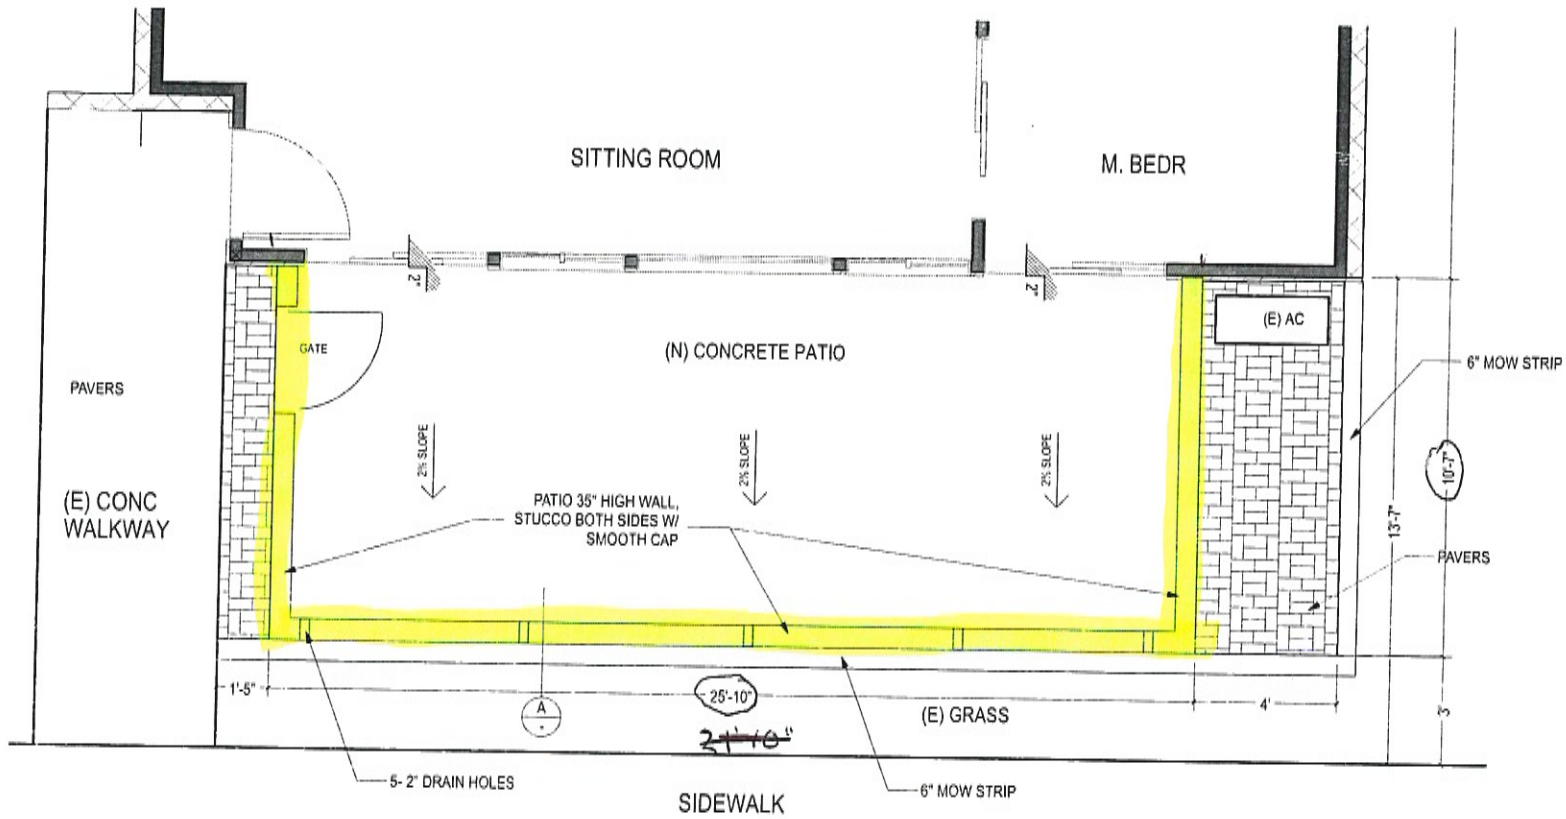 SITTING ROOM
M. BEDR
2"
2"
(E) AC
GATE
(N) CONCRETE PATIO
6" MOW STRIP
PAVERS
2% SLOPE
2% SLOPE
2% SLOPE
10'-7"
(E) CONC
WALKWAY
PATIO 35" HIGH WALL,
STUCCO BOTH SIDES W/
SMOOTH CAP
13'-7"
PAVERS
1'-5"
25'-10"
4'
3'
A
(E) GRASS
5- 2" DRAIN HOLES
6" MOW STRIP
SIDEWALK